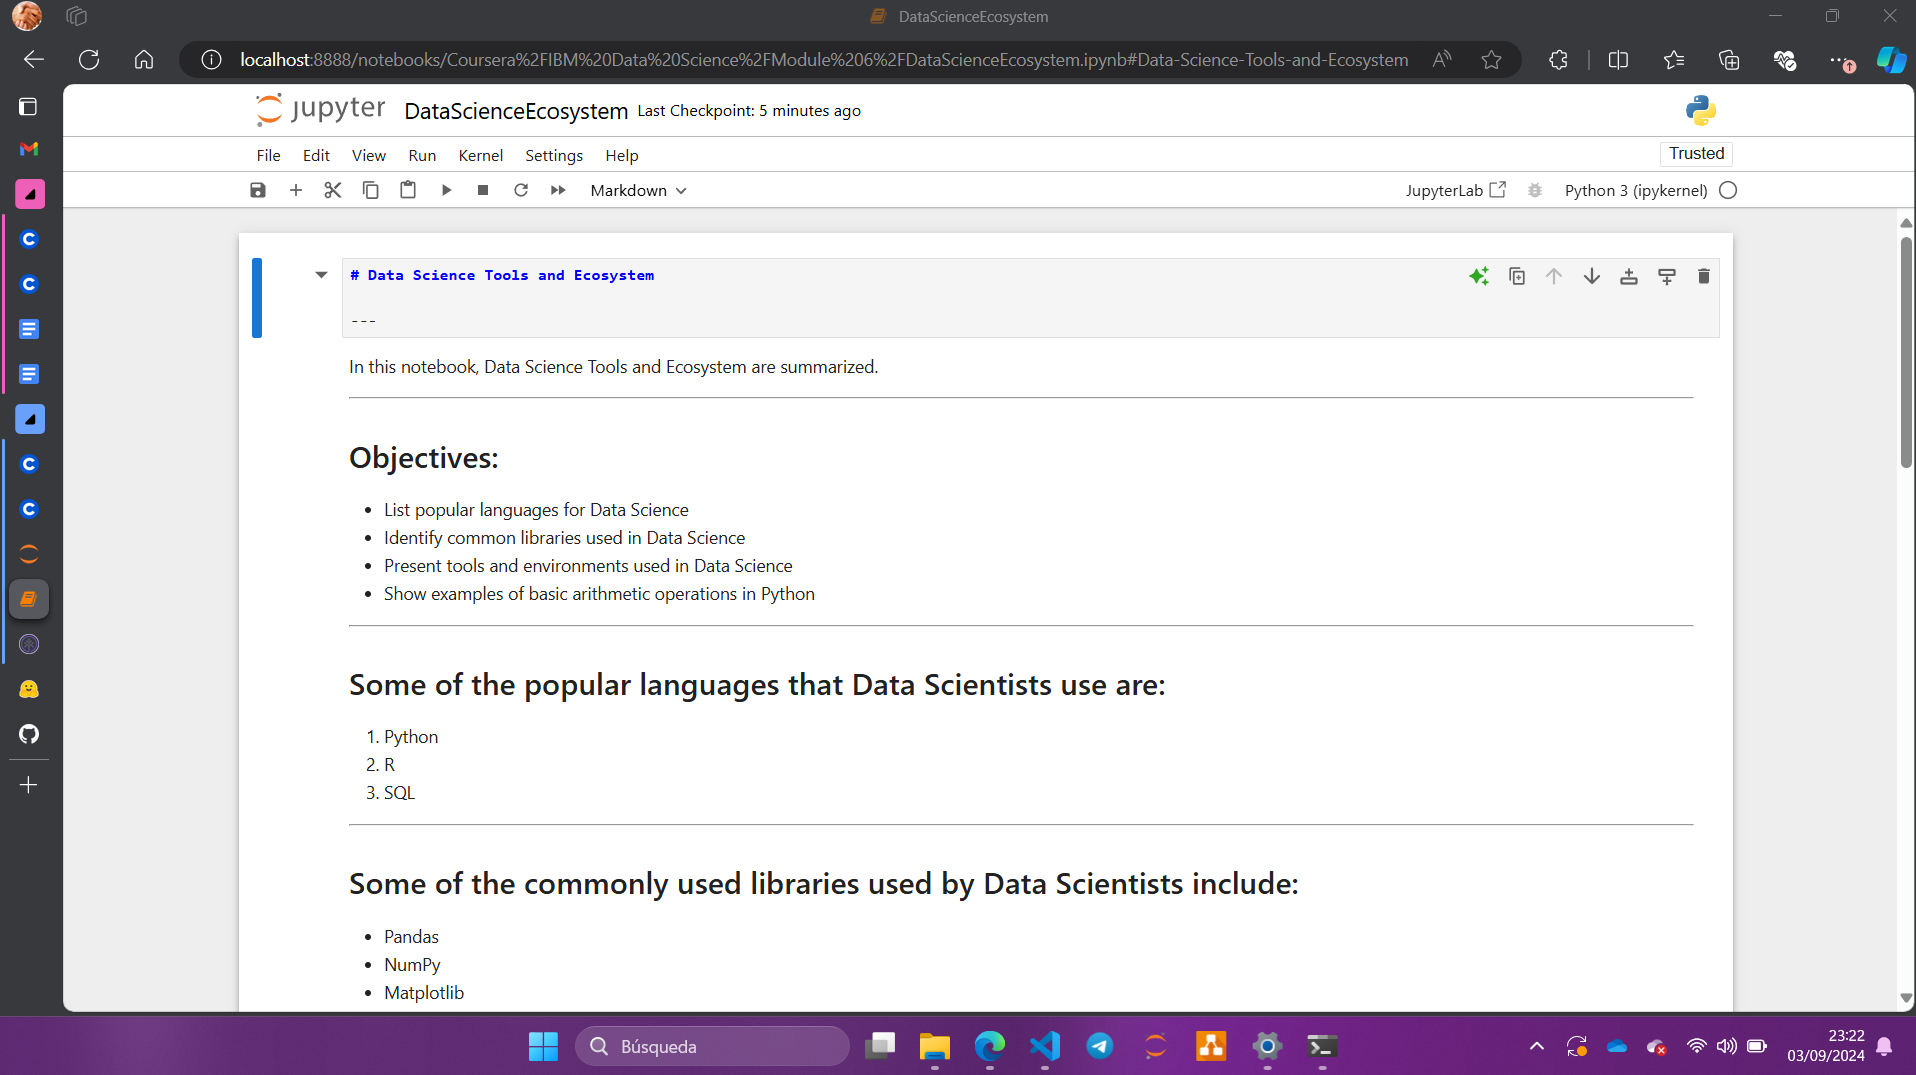 DataScienceEcosystem
localhost:8888/notebooks/Coursera%2FIBM%20Data%20Science%2FModule%206%2FDataScienceEcosystem.ipynb#Data-Science-Tools-and-Ecosystem
jupyter DataScienceEcosystem Last Checkpoint: 5 minutes ago
File Edit View Run Kernel Settings Help Trusted
Markdown JupyterLab Python 3 (ipykernel)
# Data Science Tools and Ecosystem
---
In this notebook, Data Science Tools and Ecosystem are summarized.
Objectives:
• List popular languages for Data Science
• Identify common libraries used in Data Science
• Present tools and environments used in Data Science
• Show examples of basic arithmetic operations in Python
Some of the popular languages that Data Scientists use are:
1. Python
2. R
3. SQL
Some of the commonly used libraries used by Data Scientists include:
• Pandas
• NumPy
• Matplotlib
Búsqueda
23:22
03/09/2024